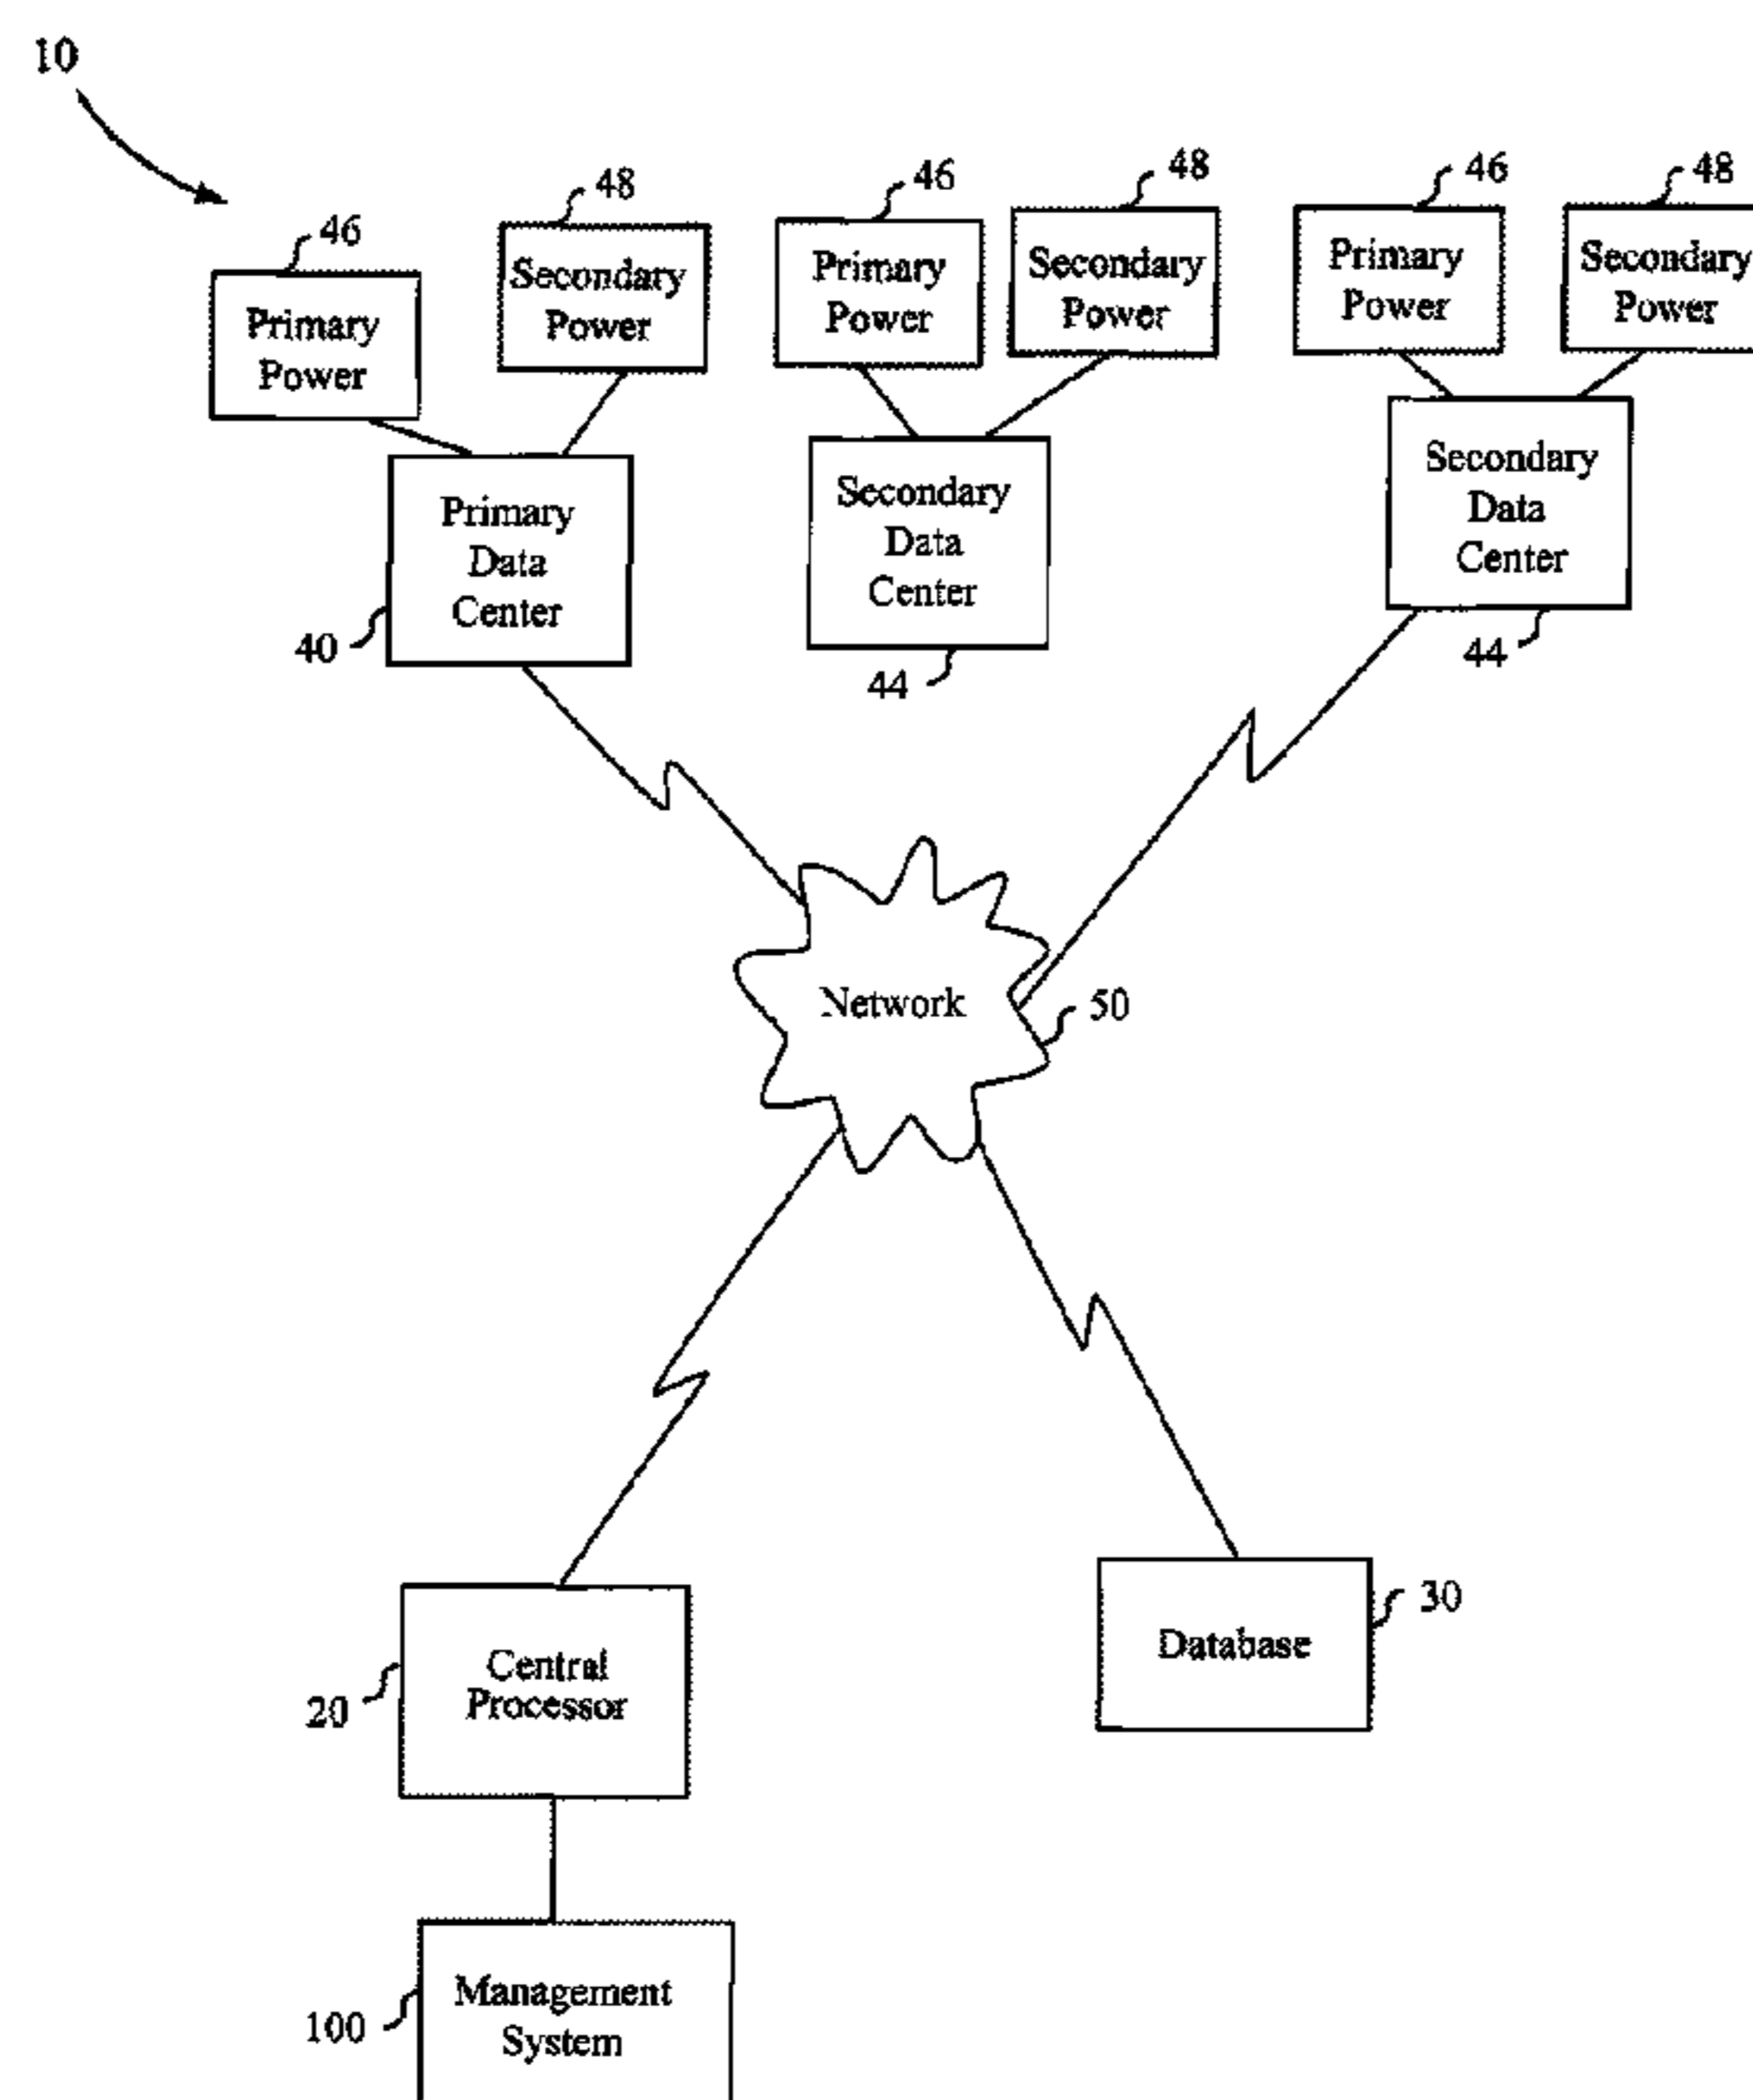 10
46
48
46
48
46
48
Primary
Power
Secondary
Power
Primary
Power
Secondary
Power
Primary
Power
Secondary
Power
Primary
Data
Center
40
Secondary
Data
Center
44
Secondary
Data
Center
44
Network
50
Central
Processor
20
Database
30
Management
System
100